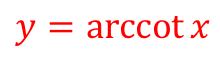 y = arccot x